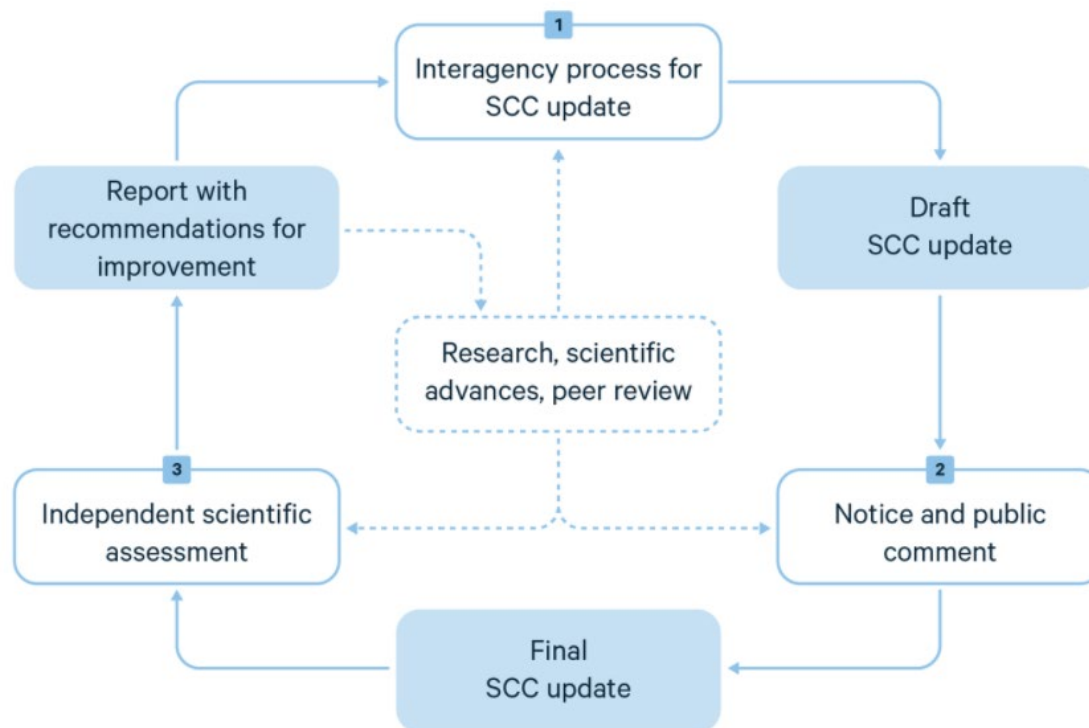 1
Interagency process for
SCC update
Report with
recommendations for
improvement
Draft
SCC update
Research, scientific
advances, peer review
3
Independent scientific
assessment
2
Notice and public
comment
Final
SCC update